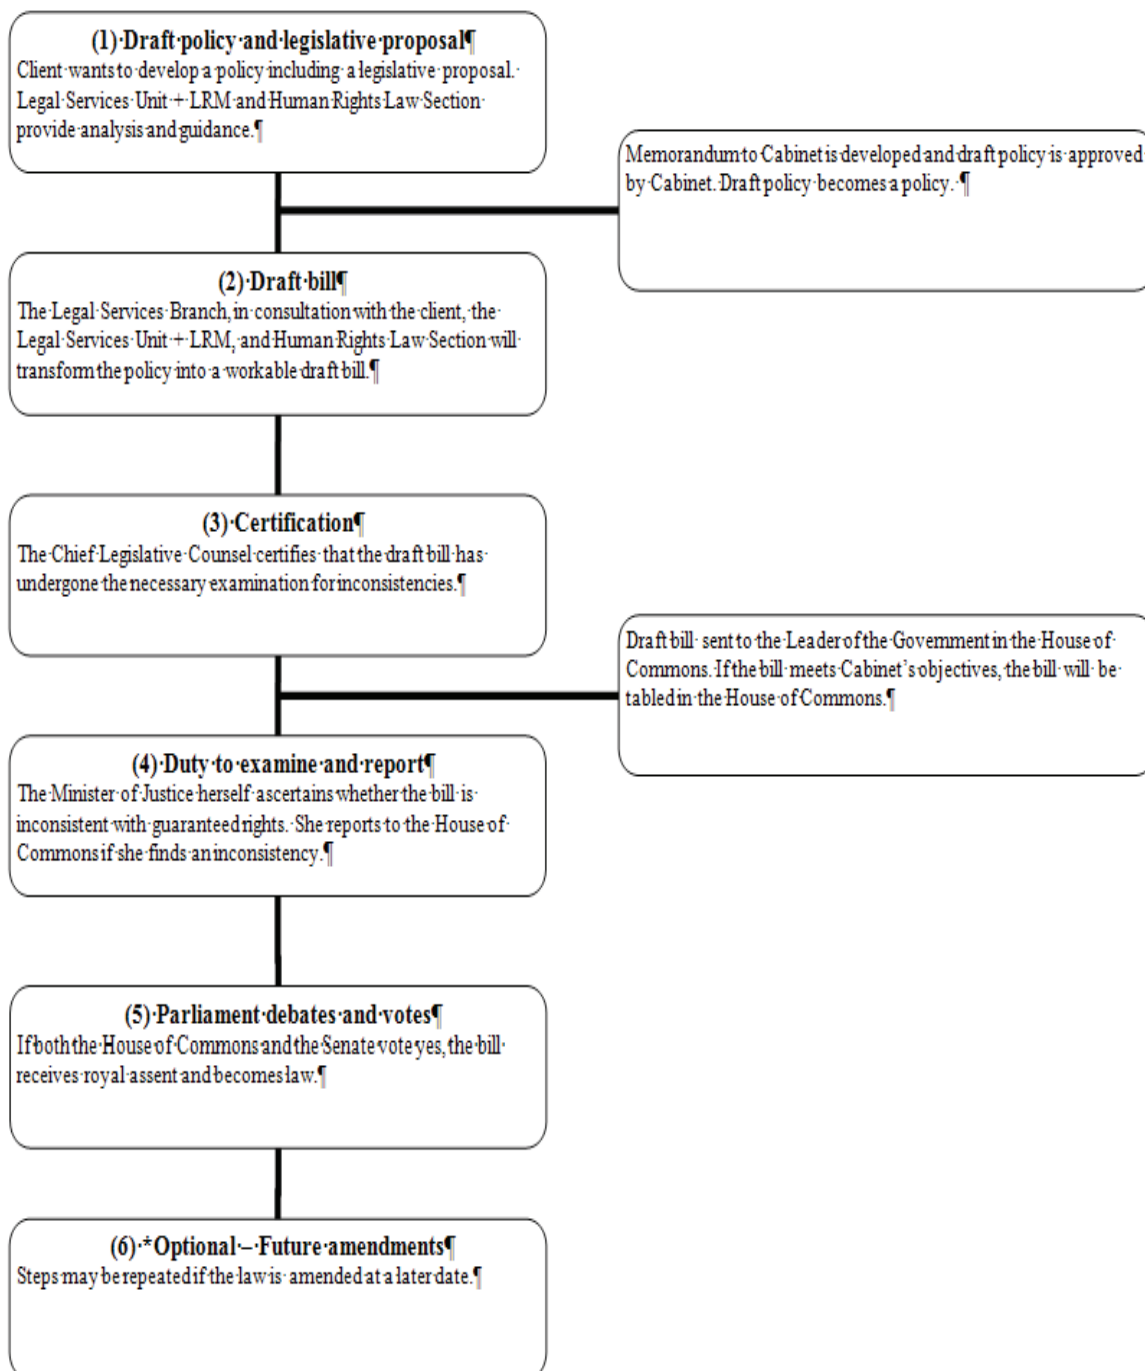 (1)·Draft·policy·and·legislative·proposal¶
Client·wants·to·develop·a·policy·including·a·legislative·proposal.·
Legal·Services·Unit·+·LRM·and·Human·Rights·Law·Section·
provide·analysis·and·guidance.¶
Memorandum·to·Cabinet·is·developed·and·draft·policy·is·approved·
by·Cabinet.·Draft·policy·becomes·a·policy.·¶
(2)·Draft·bill¶
The·Legal·Services·Branch,·in·consultation·with·the·client,·the·
Legal·Services·Unit·+·LRM,·and·Human·Rights·Law·Section·will·
transform·the·policy·into·a·workable·draft·bill.¶
(3)·Certification¶
The·Chief·Legislative·Counsel·certifies·that·the·draft·bill·has·
undergone·the·necessary·examination·for·inconsistencies.¶
Draft·bill··sent·to·the·Leader·of·the·Government·in·the·House·of·
Commons.·If·the·bill·meets·Cabinet’s·objectives,·the·bill·will··be·
tabled·in·the·House·of·Commons.¶
(4)·Duty·to·examine·and·report¶
The·Minister·of·Justice·herself·ascertains·whether·the·bill·is·
inconsistent·with·guaranteed·rights.··She·reports·to·the·House·of·
Commons·if·she·finds·an·inconsistency.¶
(5)·Parliament·debates·and·votes¶
If·both·the·House·of·Commons·and·the·Senate·vote·yes,·the·bill·
receives·royal·assent·and·becomes·law.¶
(6)·*Optional·–·Future·amendments¶
Steps·may·be·repeated·if·the·law·is··amended·at·a·later·date.¶